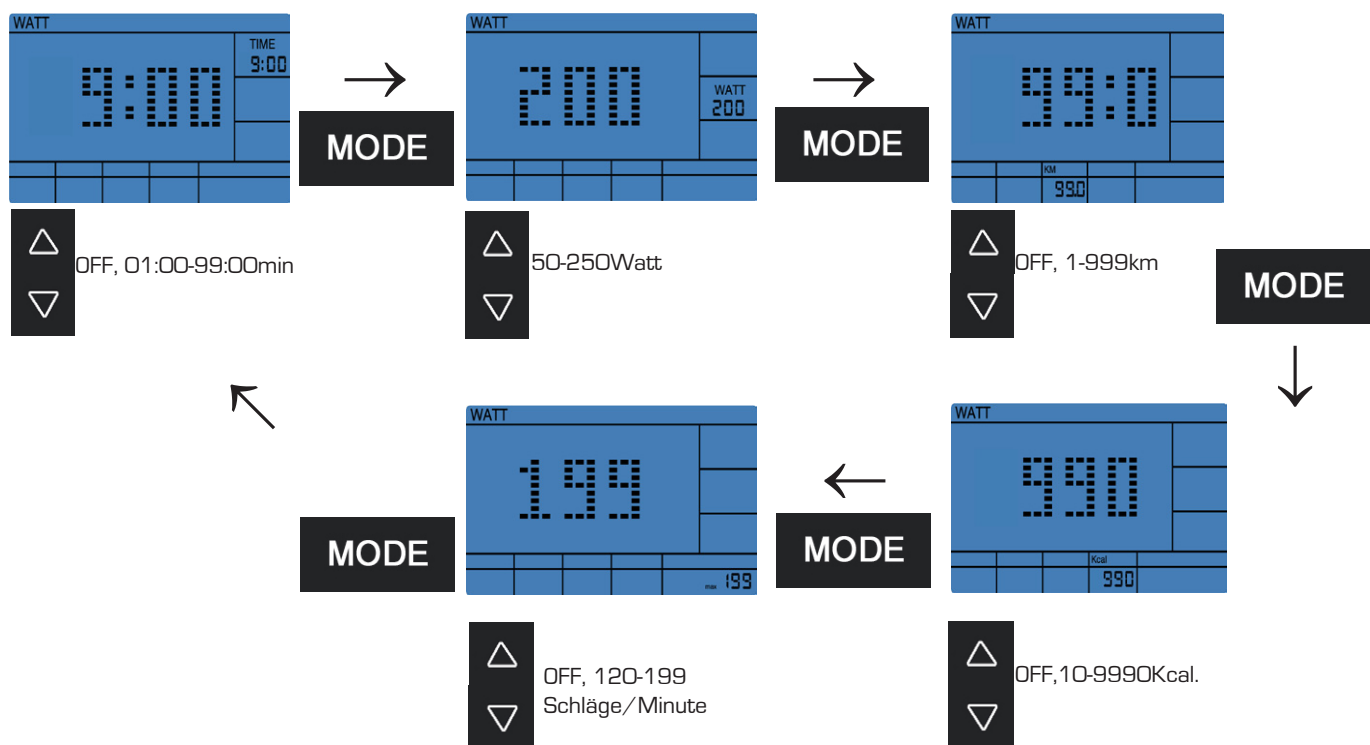 WATT
TIME
9:00
9:00
OFF, 01:00-99:00min
MODE
WATT
200
WATT
200
50-250Watt
MODE
WATT
99:0
KM
99.0
OFF, 1-999km
MODE
WATT
990
Kcal
990
OFF,10-9990Kcal.
MODE
WATT
199
max 199
OFF, 120-199
Schläge/Minute
MODE